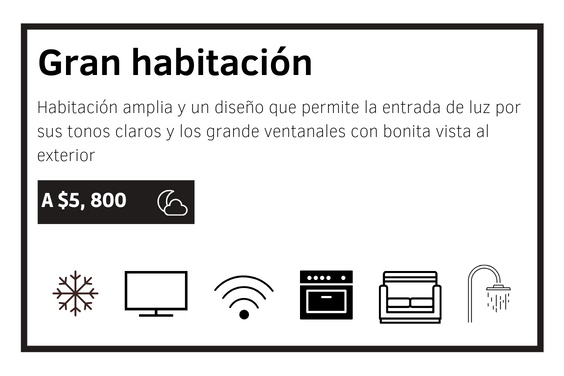 Gran habitación
Habitación amplia y un diseño que permite la entrada de luz por
sus tonos claros y los grande ventanales con bonita vista al
exterior
A $5, 800